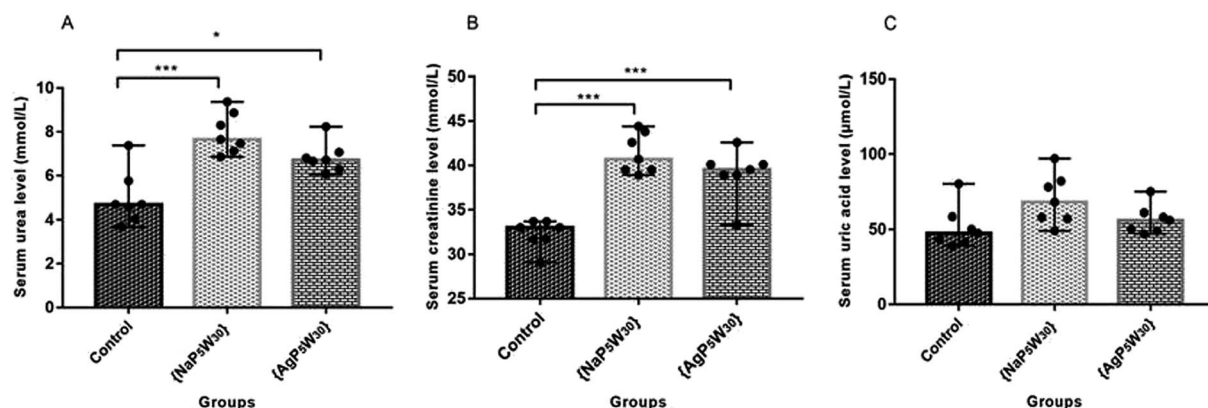 A
*
***
Serum urea level (mmol/L)
10
8
6
4
2
0
Control
{NaP5W30}
{AgP5W30}
Groups
B
***
***
Serum creatinine level (mmol/L)
50
45
40
35
30
25
Control
{NaP5W30}
{AgP5W30}
Groups
C
Serum uric acid level (µmol/L)
150
100
50
0
Control
{NaP5W30}
{AgP5W30}
Groups